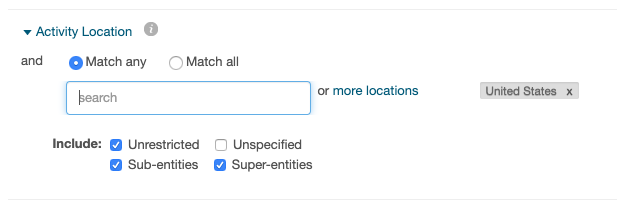 Activity Location i
and Match any Match all
search or more locations United States x
Include: Unrestricted Unspecified
Sub-entities Super-entities